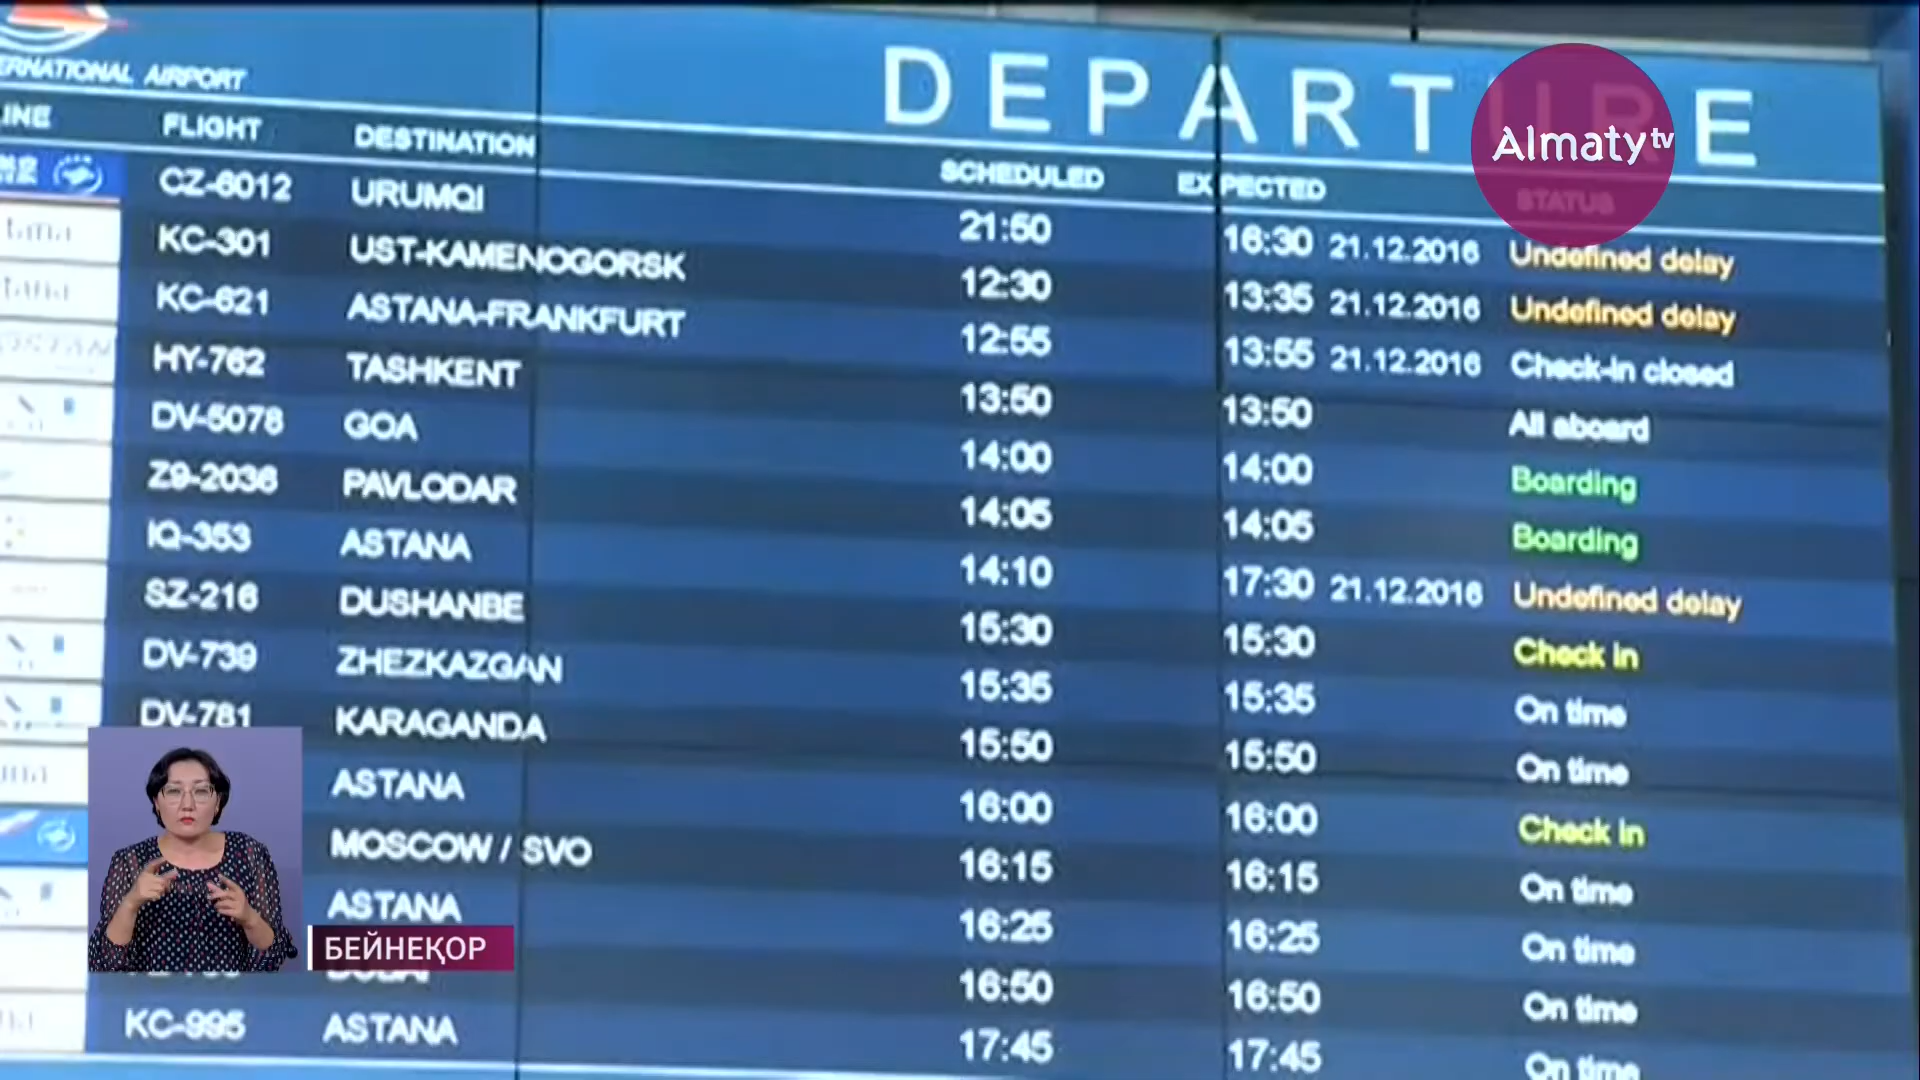 ERNATIONAL AIRPORT
DEPARTURE
Almaty tv
LINE FLIGHT DESTINATION SCHEDULED EXPECTED STATUS
CZ-6012 URUMQI 21:50 16:30 21.12.2016 Undefined delay
KC-301 UST-KAMENOGORSK 12:30 13:35 21.12.2016 Undefined delay
KC-621 ASTANA-FRANKFURT 12:55 13:55 21.12.2016 Check-in closed
HY-762 TASHKENT 13:50 13:50 All aboard
DV-5078 GOA 14:00 14:00 Boarding
Z9-2036 PAVLODAR 14:05 14:05 Boarding
IQ-353 ASTANA 14:10 17:30 21.12.2016 Undefined delay
SZ-216 DUSHANBE 15:30 15:30 Check in
DV-739 ZHEZKAZGAN 15:35 15:35 On time
DV-781 KARAGANDA 15:50 15:50 On time
ASTANA 16:00 16:00 Check in
MOSCOW / SVO 16:15 16:15 On time
ASTANA 16:25 16:25 On time
DUBAI 16:50 16:50 On time
KC-995 ASTANA 17:45 17:45 On time
БЕЙНЕҚОР